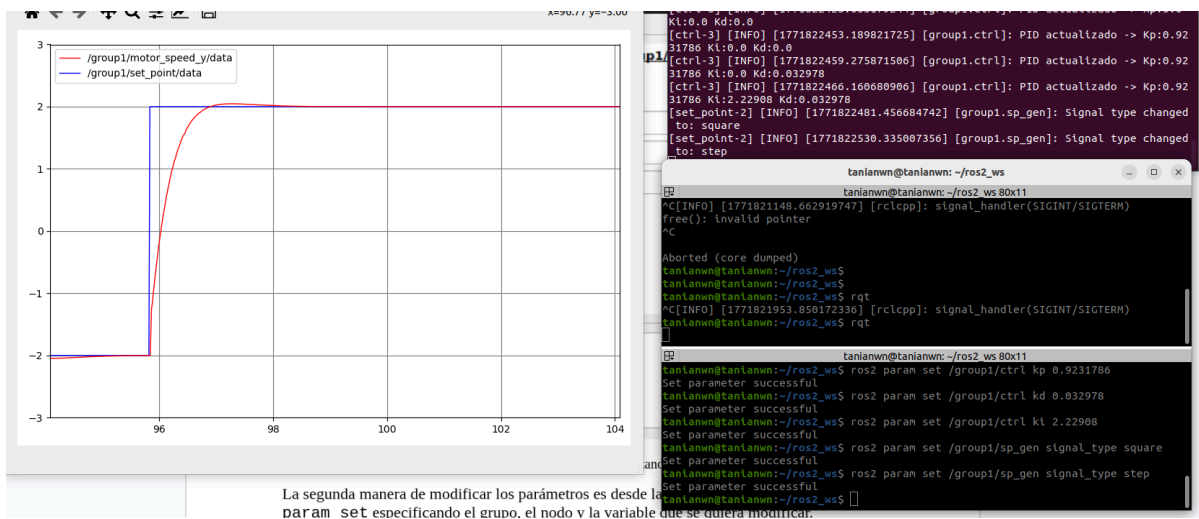 x=96.77 y=-3.00
/group1/motor_speed_y/data
/group1/set_point/data
3
2
1
0
−1
−2
−3
96
98
100
102
104
Ki:0.0 Kd:0.0
[ctrl-3] [INFO] [1771822453.189821725] [group1.ctrl]: PID actualizado -> Kp:0.92
31786 Ki:0.0 Kd:0.0
[ctrl-3] [INFO] [1771822459.275871506] [group1.ctrl]: PID actualizado -> Kp:0.92
31786 Ki:0.0 Kd:0.032978
[ctrl-3] [INFO] [1771822466.160680906] [group1.ctrl]: PID actualizado -> Kp:0.92
31786 Ki:2.22908 Kd:0.032978
[set_point-2] [INFO] [1771822481.456684742] [group1.sp_gen]: Signal type changed
to: square
[set_point-2] [INFO] [1771822530.335007356] [group1.sp_gen]: Signal type changed
to: step
tanianwn@tanianwn: ~/ros2_ws
tanianwn@tanianwn: ~/ros2_ws 80x11
^C[INFO] [1771821148.662919747] [rclcpp]: signal_handler(SIGINT/SIGTERM)
free(): invalid pointer
^C
Aborted (core dumped)
tanianwn@tanianwn:~/ros2_ws$
tanianwn@tanianwn:~/ros2_ws$
tanianwn@tanianwn:~/ros2_ws$ rqt
^C[INFO] [1771821953.850172336] [rclcpp]: signal_handler(SIGINT/SIGTERM)
tanianwn@tanianwn:~/ros2_ws$ rqt
tanianwn@tanianwn: ~/ros2_ws 80x11
tanianwn@tanianwn:~/ros2_ws$ ros2 param set /group1/ctrl kp 0.9231786
Set parameter successful
tanianwn@tanianwn:~/ros2_ws$ ros2 param set /group1/ctrl kd 0.032978
Set parameter successful
tanianwn@tanianwn:~/ros2_ws$ ros2 param set /group1/ctrl ki 2.22908
Set parameter successful
tanianwn@tanianwn:~/ros2_ws$ ros2 param set /group1/sp_gen signal_type square
Set parameter successful
tanianwn@tanianwn:~/ros2_ws$ ros2 param set /group1/sp_gen signal_type step
Set parameter successful
tanianwn@tanianwn:~/ros2_ws$
La segunda manera de modificar los parámetros es desde la
param set especificando el grupo, el nodo y la variable que se quiera modificar.